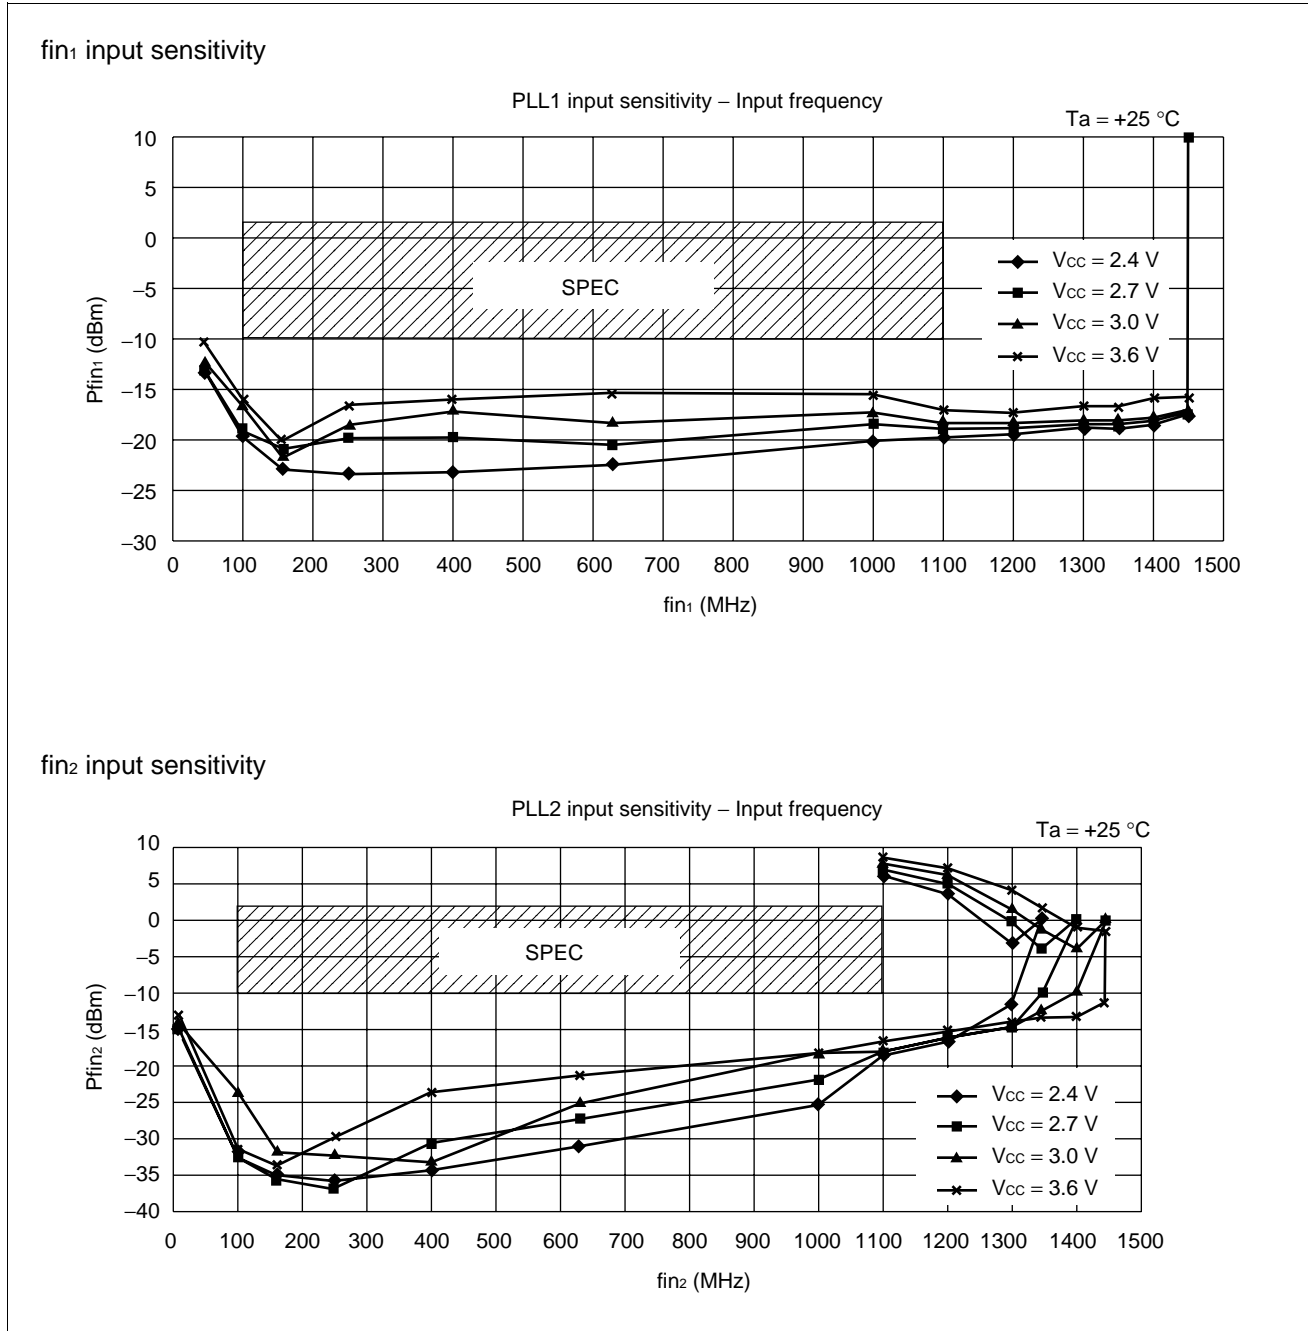 fin1 input sensitivity
PLL1 input sensitivity – Input frequency
Ta = +25 °C
10
5
0
–5
–10
–15
–20
–25
–30
Pfin1 (dBm)
SPEC
VCC = 2.4 V
VCC = 2.7 V
VCC = 3.0 V
VCC = 3.6 V
0 100 200 300 400 500 600 700 800 900 1000 1100 1200 1300 1400 1500
fin1 (MHz)
fin2 input sensitivity
PLL2 input sensitivity – Input frequency
Ta = +25 °C
10
5
0
–5
–10
–15
–20
–25
–30
–35
–40
Pfin2 (dBm)
SPEC
VCC = 2.4 V
VCC = 2.7 V
VCC = 3.0 V
VCC = 3.6 V
0 100 200 300 400 500 600 700 800 900 1000 1100 1200 1300 1400 1500
fin2 (MHz)